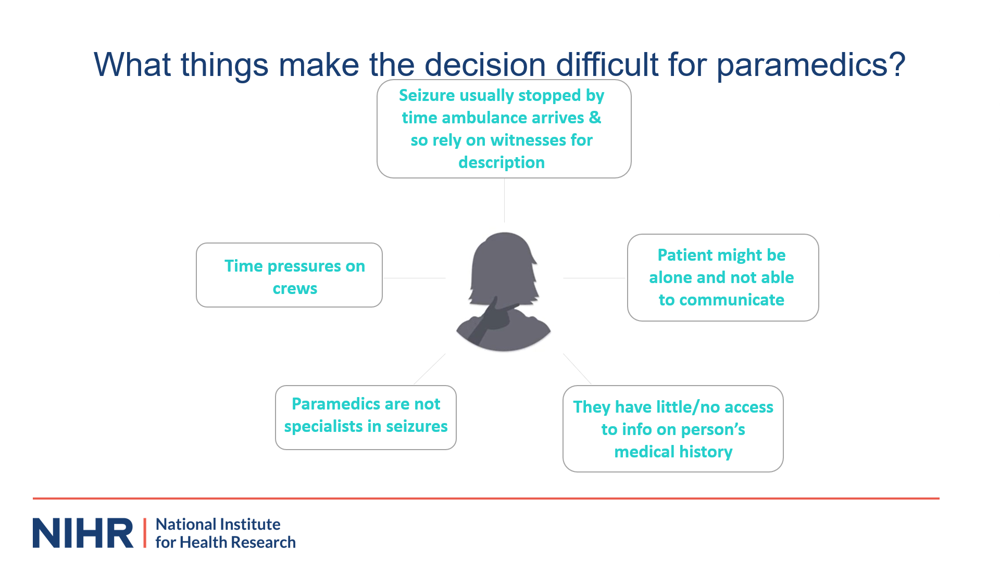 What things make the decision difficult for paramedics?
Seizure usually stopped by
time ambulance arrives &
so rely on witnesses for
description
Time pressures on
crews
Patient might be
alone and not able
to communicate
Paramedics are not
specialists in seizures
They have little/no access
to info on person’s
medical history
NIHR
National Institute
for Health Research